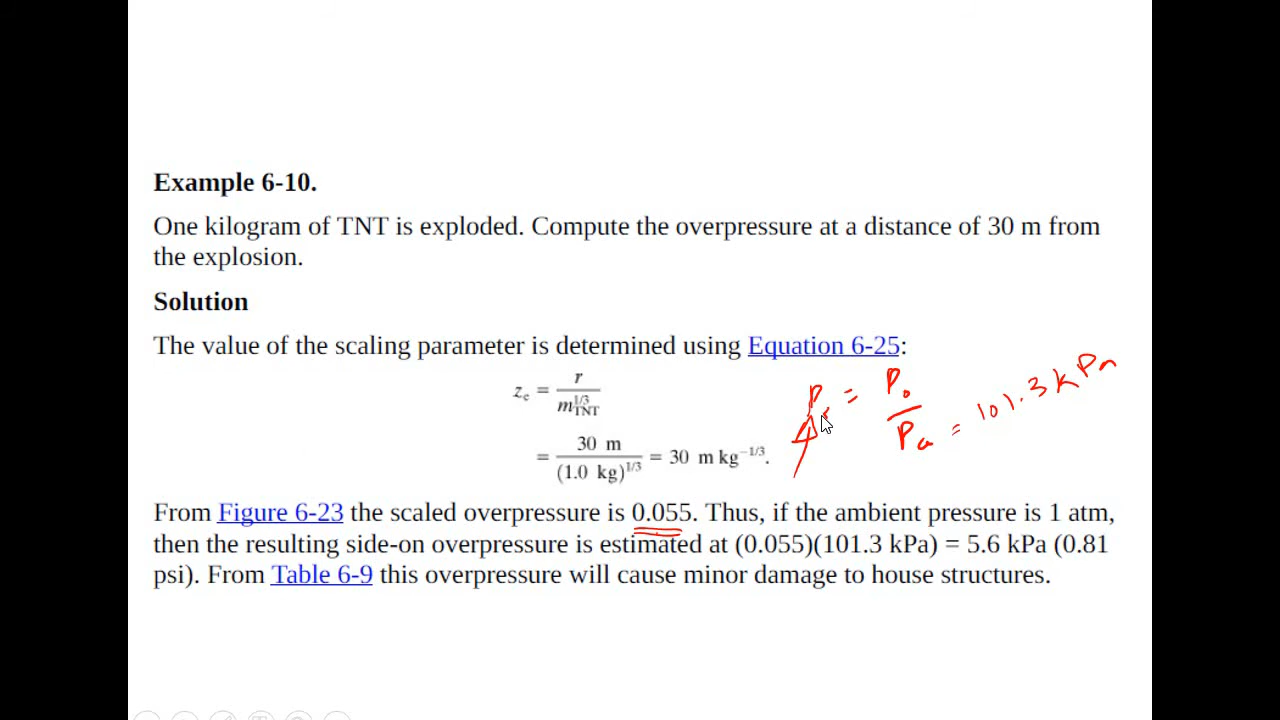 Example 6-10.
One kilogram of TNT is exploded. Compute the overpressure at a distance of 30 m from
the explosion.
Solution
The value of the scaling parameter is determined using Equation 6-25:
zₑ = r / m_TNT^1/3
= 30 m / (1.0 kg)^1/3 = 30 m kg^−1/3.
P = P₀ / Pₐ = 101.3 kPa
From Figure 6-23 the scaled overpressure is 0.055. Thus, if the ambient pressure is 1 atm,
then the resulting side-on overpressure is estimated at (0.055)(101.3 kPa) = 5.6 kPa (0.81
psi). From Table 6-9 this overpressure will cause minor damage to house structures.